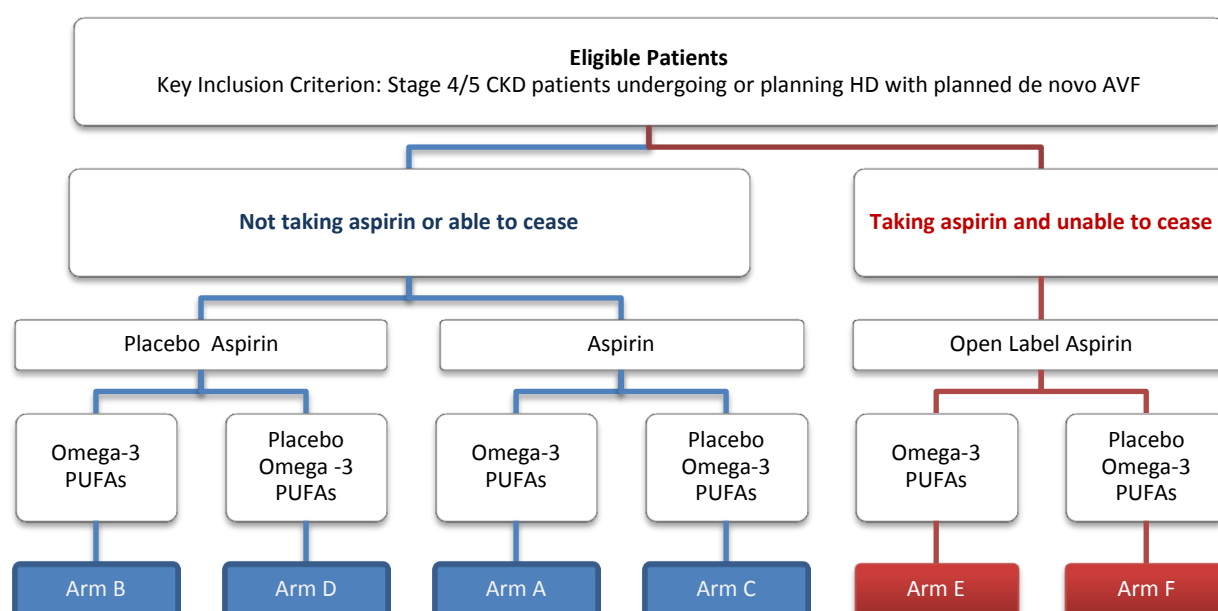 Eligible Patients
Key Inclusion Criterion: Stage 4/5 CKD patients undergoing or planning HD with planned de novo AVF
Not taking aspirin or able to cease
Taking aspirin and unable to cease
Placebo Aspirin
Aspirin
Open Label Aspirin
Omega-3
PUFAs
Placebo
Omega -3
PUFAs
Omega-3
PUFAs
Placebo
Omega-3
PUFAs
Omega-3
PUFAs
Placebo
Omega-3
PUFAs
Arm B
Arm D
Arm A
Arm C
Arm E
Arm F